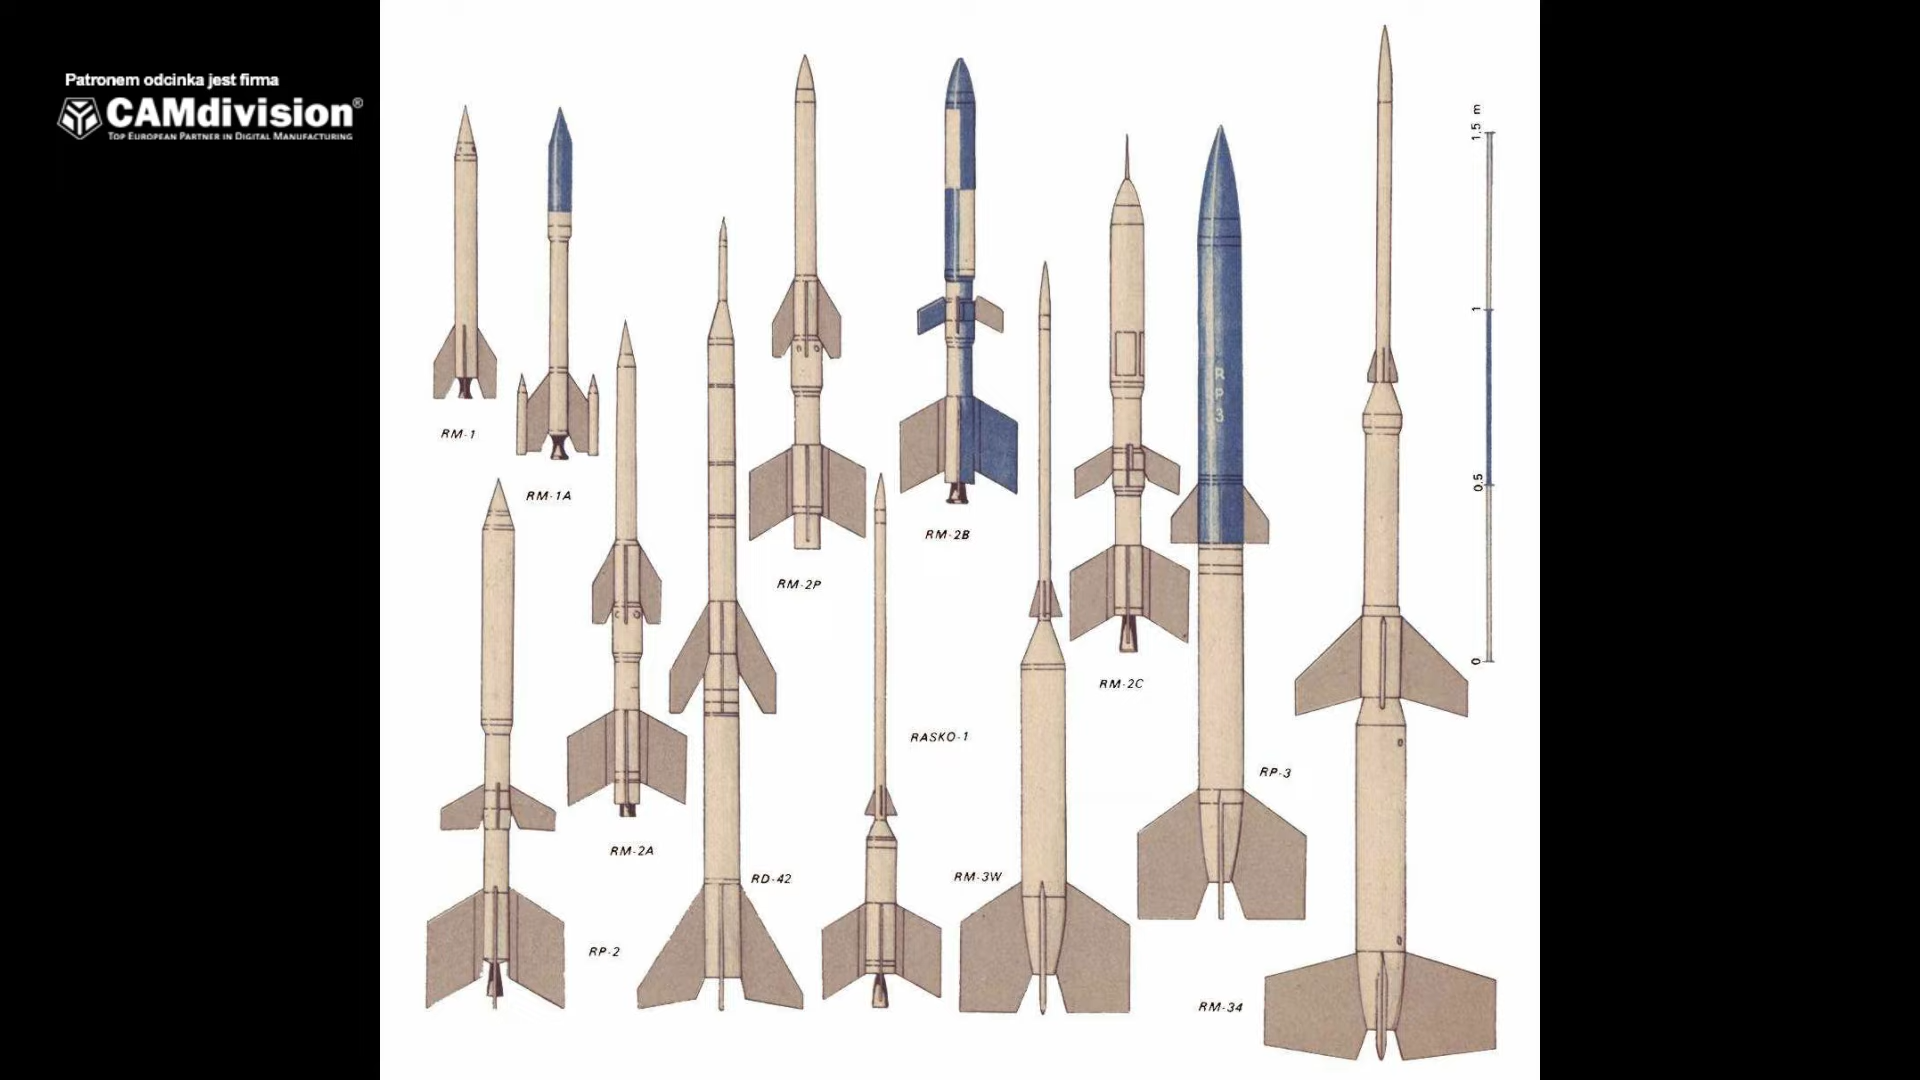 Patronem odcinka jest firma
CAMdivision®
TOP EUROPEAN PARTNER IN DIGITAL MANUFACTURING
RM-1
RM-1A
RM-2P
RM-2B
RM-2C
R
P
3
RP-3
RASKO-1
RM-2A
RD-42
RM-3W
RP-2
RM-34
1,5 m
1
0,5
0